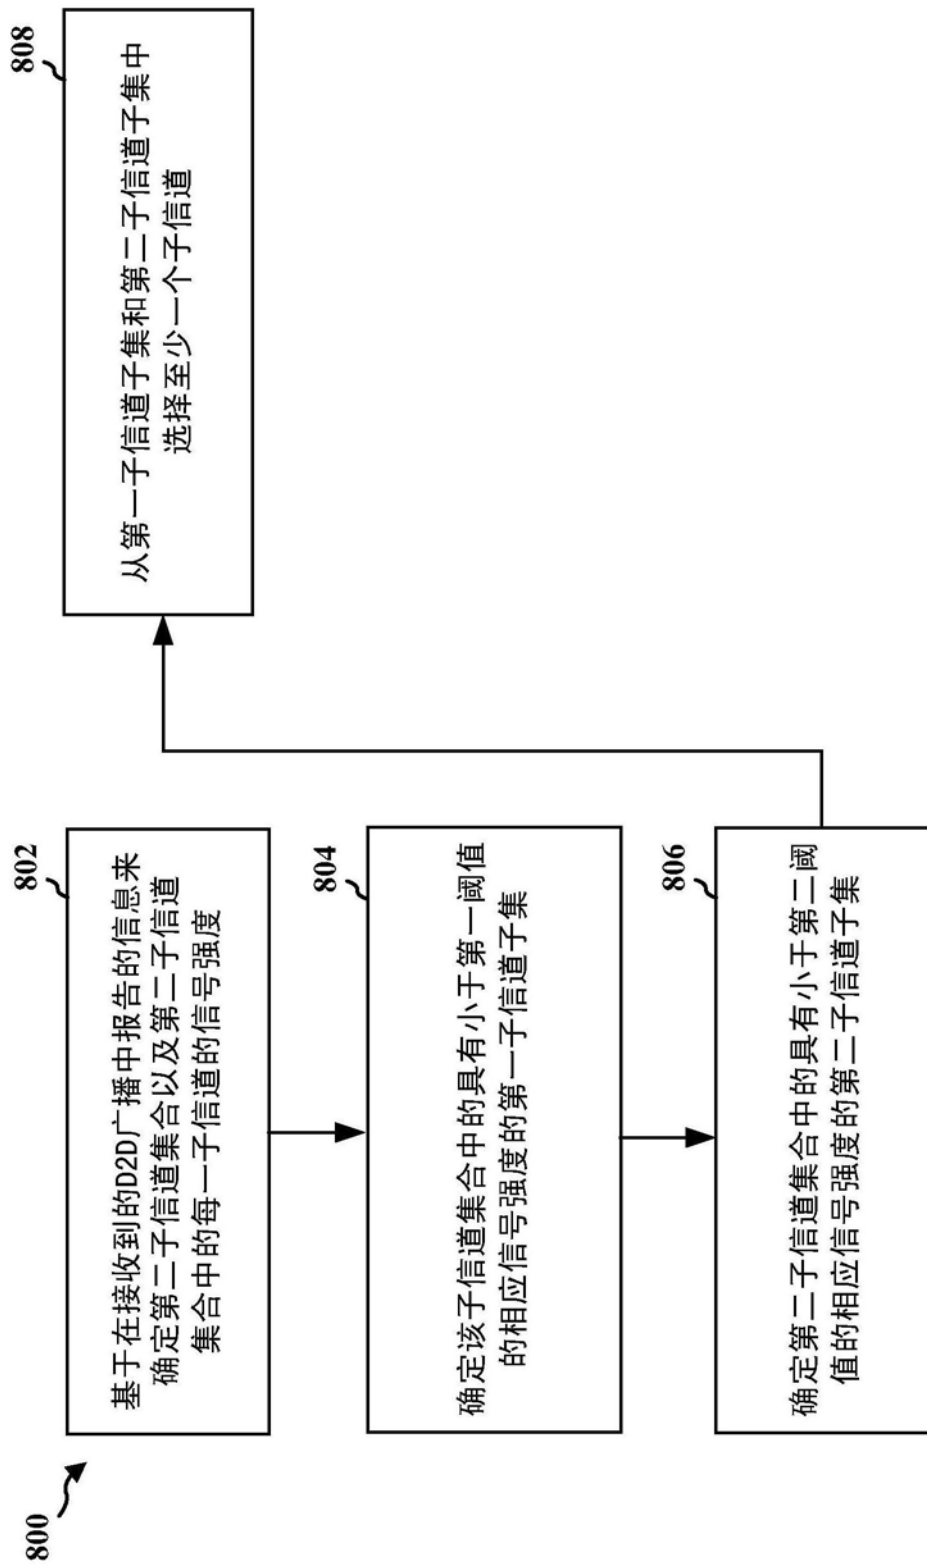 800
802
基于在接收到的D2D广播中报告的信息来
确定第二子信道集合以及第二子信道
集合中的每一子信道的信号强度
804
确定该子信道集合中的具有小于第一阈值
的相应信号强度的第一子信道子集
806
确定第二子信道集合中的具有小于第二阈
值的相应信号强度的第二子信道子集
808
从第一子信道子集和第二子信道子集中
选择至少一个子信道